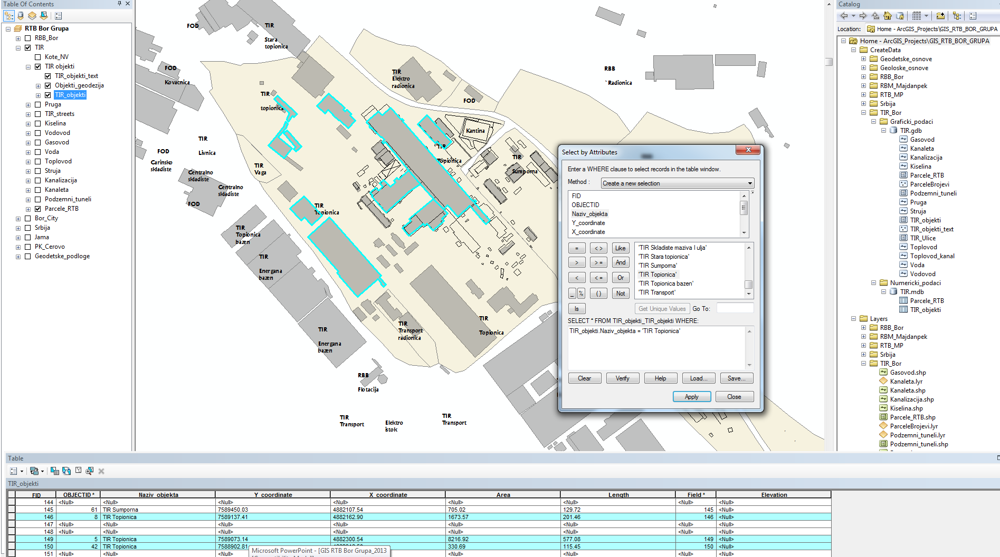 Table Of Contents
RTB Bor Grupa
RBB_Bor
TIR
Kote_NV
TIR objekti
TIR_objekti_text
Objekti_geodezija
TIR_objekti
Pruga
TIR_streets
Kiselina
Vodovod
Gasovod
Voda
Toplovod
Struja
Kanalizacija
Kanaleta
Podzemni_tuneli
Parcele_RTB
Bor_City
Srbija
Jama
PK_Cerovo
Geodetske_podloge
FOD
TIR
Stara
topionica
FOD
Kovacnica
TIR
Elektro
radionica
RBB
`Radionica
TIR
topionica
FOD
Kantina
TIR
Livnica
FOD
Carinsko
skladiste
TIR
Topionica
TIR
Sumporna
TIR
Vaga
Centralno
skladiste
Centralno
skladiste
FOD
TIR
Topionica
TIR
Topionica
bazen
TIR
Energana
bazen
TIR
Topionica
TIR
Transport
radionica
TIR
Energana
bazen
RBB
Flotacija
TIR
Transport
Elektro
istok
TIR
Transport
Select by Attributes
Enter a WHERE clause to select records in the table window.
Method : Create a new selection
FID
OBJECTID
Naziv_objekta
Y_coordinate
X_coordinate
= < > Like
> > = And
< < = Or
_ % ( ) Not
Is
'TIR Skladiste maziva I ulja'
'TIR Stara topionica'
'TIR Sumporna'
'TIR Topionica'
'TIR Topionica bazen'
'TIR Transport'
Get Unique Values Go To:
SELECT * FROM TIR_objekti_TIR_objekti WHERE:
TIR_objekti.Naziv_objekta = 'TIR Topionica'
Clear Verify Help Load... Save...
Apply Close
Catalog
Location: Home - ArcGIS_Projects\GIS_RTB_BOR_GRUPA
Home - ArcGIS_Projects\GIS_RTB_BOR_GRUPA
CreateData
Geodetske_osnove
Geoloske_osnove
RBB_Bor
RBM_Majdanpek
RTB_MP
Srbija
TIR_Bor
Graficki_podaci
TIR.gdb
Gasovod
Kanaleta
Kanalizacija
Kiselina
Parcele_RTB
ParceleBrojevi
Podzemni_tuneli
Pruga
Struja
TIR_objekti
TIR_objekti_text
TIR_Ulice
Toplovod
Toplovod_kanal
Voda
Vodovod
Numericki_podaci
TIR.mdb
Parcele_RTB
TIR_objekti
Layers
RBB_Bor
RBM_Majdanpek
RTB_MP
Srbija
TIR_Bor
Gasovod.shp
Kanaleta.lyr
Kanaleta.shp
Kanalizacija.shp
Kiselina.shp
Parcele_RTB.shp
ParceleBrojevi.lyr
Podzemni_tuneli.lyr
Podzemni_tuneli.shp
Table
TIR_objekti
FID OBJECTID * Naziv_objekta Y_coordinate X_coordinate Area Length Field * Elevation
144 <Null> <Null> <Null> <Null> <Null> <Null> <Null> <Null>
145 61 TIR Sumporna 7589450.03 4882107.54 705.02 129.72 145 <Null>
146 8 TIR Topionica 7589137.41 4882162.90 1673.57 201.46 146 <Null>
147 <Null> <Null> <Null> <Null> <Null> <Null> <Null> <Null>
148 <Null> <Null> <Null> <Null> <Null> <Null> <Null> <Null>
149 5 TIR Topionica 7589073.14 4882300.54 8216.92 577.08 149 <Null>
150 42 TIR Topionica 7588902.81 330.69 115.45 150 <Null>
151 <Null> <Null> <Null> <Null> <Null> <Null> <Null>
Microsoft PowerPoint - [GIS RTB Bor Grupa_2013